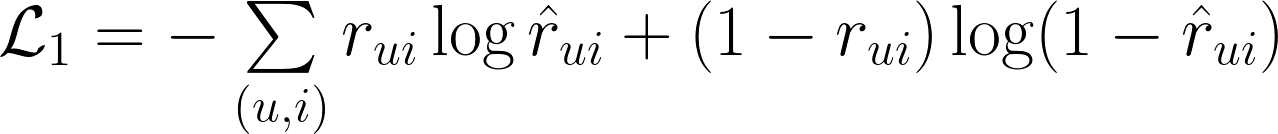 $\mathcal{L}_1 = -\sum_{(u,i)} r_{ui} \log \hat{r}_{ui} + (1 - r_{ui}) \log(1 - \hat{r}_{ui})$